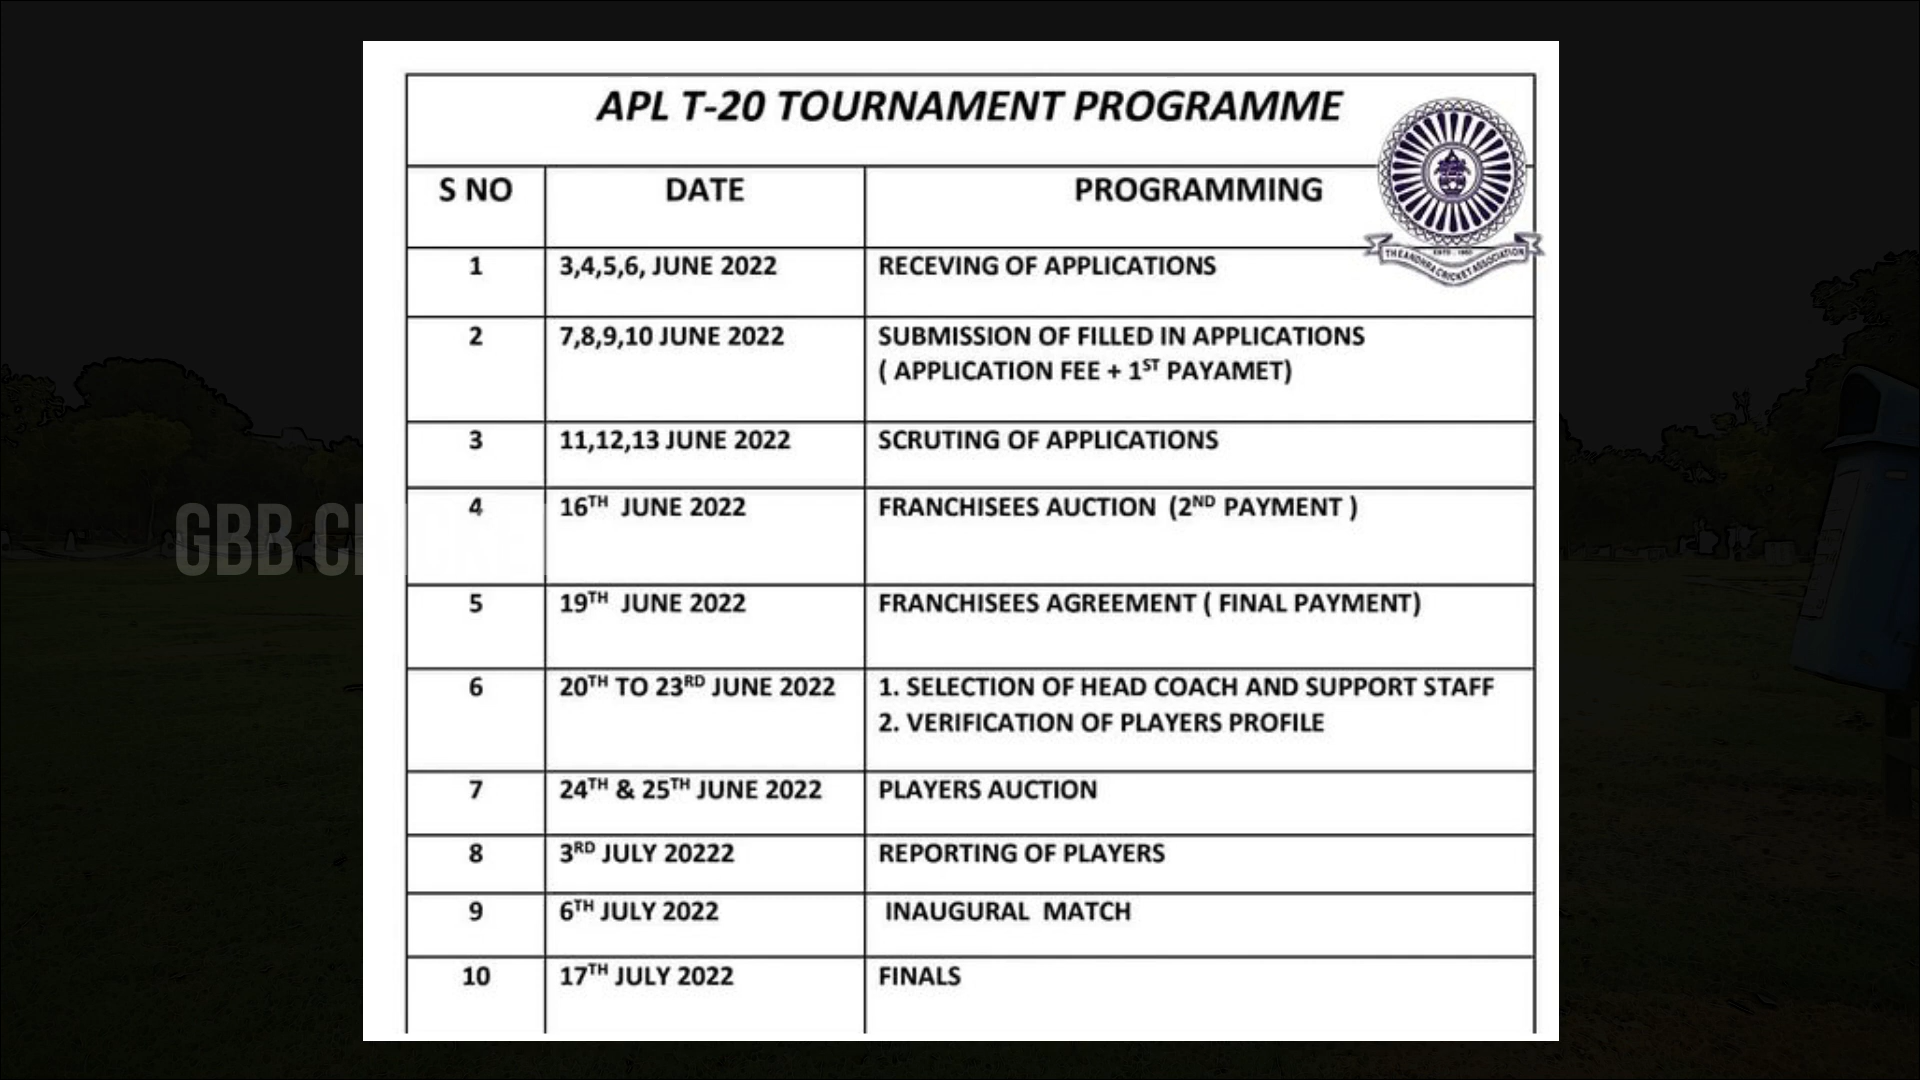 APL T-20 TOURNAMENT PROGRAMME
S NO DATE PROGRAMMING
1 3,4,5,6, JUNE 2022 RECEVING OF APPLICATIONS
THE ANDHRA CRICKET ASSOCIATION
2 7,8,9,10 JUNE 2022 SUBMISSION OF FILLED IN APPLICATIONS
( APPLICATION FEE + 1ST PAYAMET)
3 11,12,13 JUNE 2022 SCRUTING OF APPLICATIONS
4 16TH JUNE 2022 FRANCHISEES AUCTION (2ND PAYMENT )
GBB
5 19TH JUNE 2022 FRANCHISEES AGREEMENT ( FINAL PAYMENT)
6 20TH TO 23RD JUNE 2022 1. SELECTION OF HEAD COACH AND SUPPORT STAFF
2. VERIFICATION OF PLAYERS PROFILE
7 24TH & 25TH JUNE 2022 PLAYERS AUCTION
8 3RD JULY 20222 REPORTING OF PLAYERS
9 6TH JULY 2022 INAUGURAL MATCH
10 17TH JULY 2022 FINALS